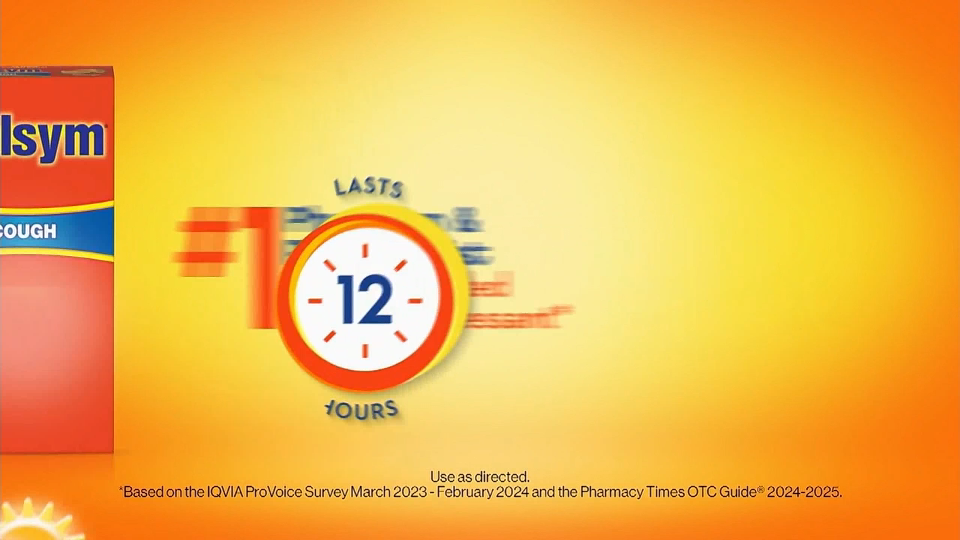 lsym
COUGH
LASTS
#1
12
HOURS
Use as directed.
*Based on the IQVIA ProVoice Survey March 2023 - February 2024 and the Pharmacy Times OTC Guide® 2024-2025.